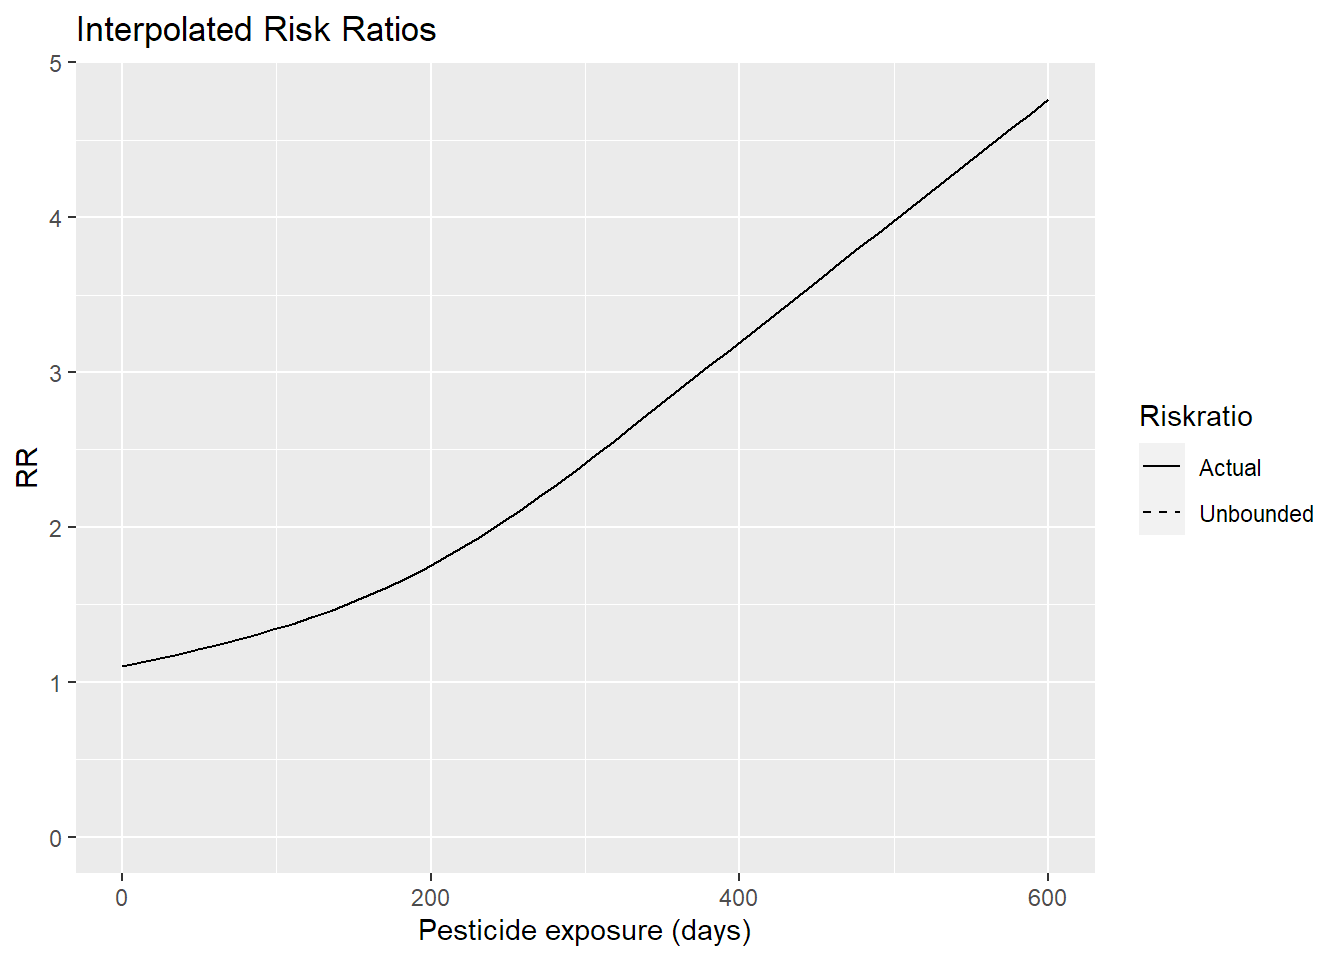 Interpolated Risk Ratios
5
4
3
2
1
0
RR
0 200 400 600
Pesticide exposure (days)
Riskratio
Actual
Unbounded